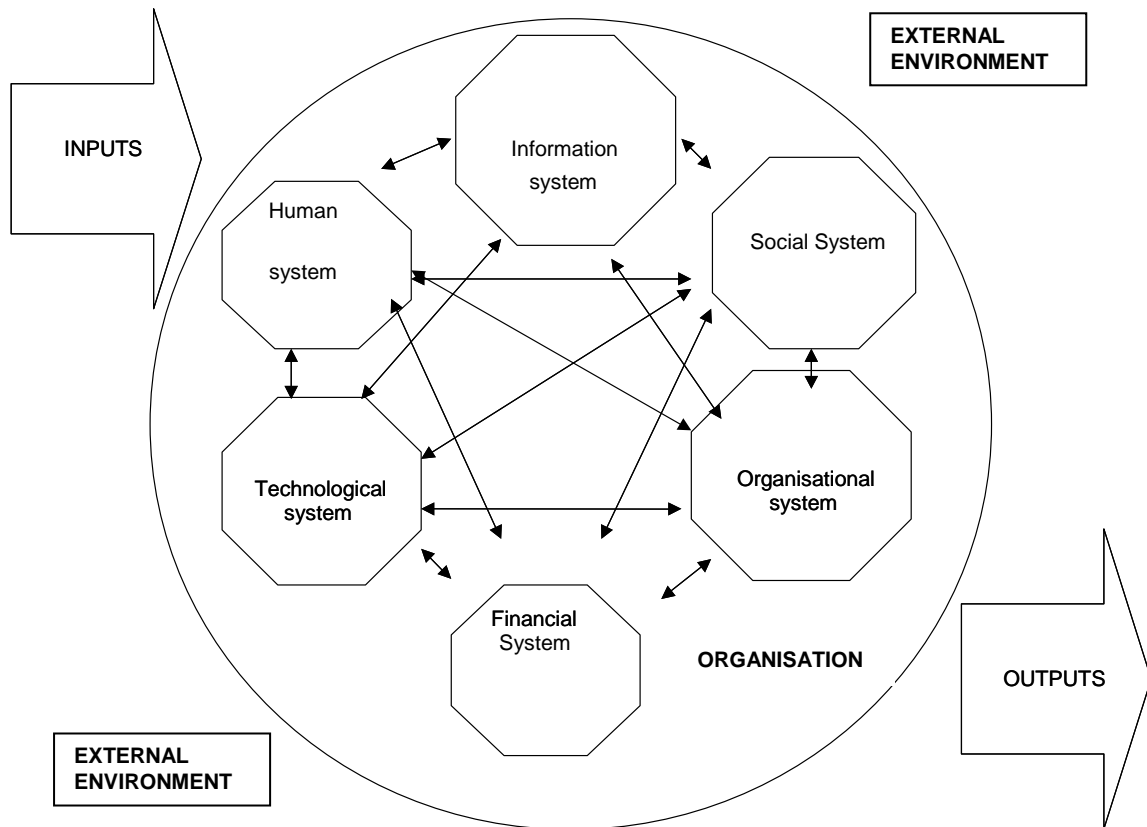 EXTERNAL
ENVIRONMENT
INPUTS
Information
system
Human
system
Social System
Technological
system
Organisational
system
Financial
System
ORGANISATION
OUTPUTS
EXTERNAL
ENVIRONMENT